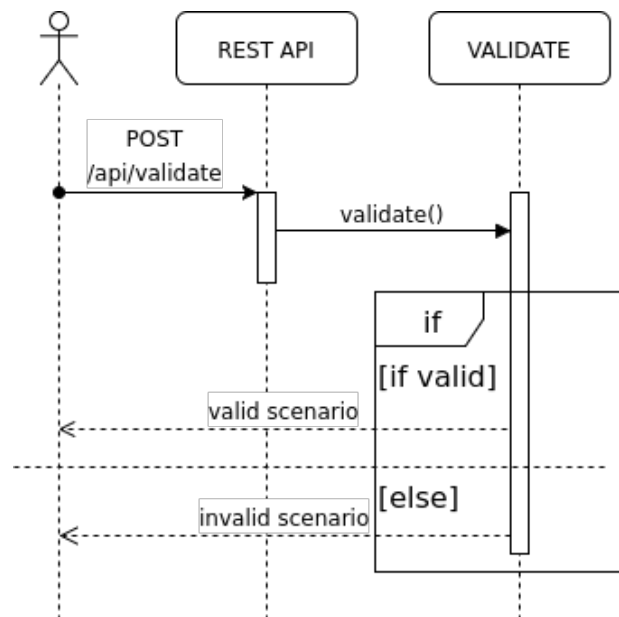 REST API
VALIDATE
POST
/api/validate
validate()
if
[if valid]
valid scenario
[else]
invalid scenario